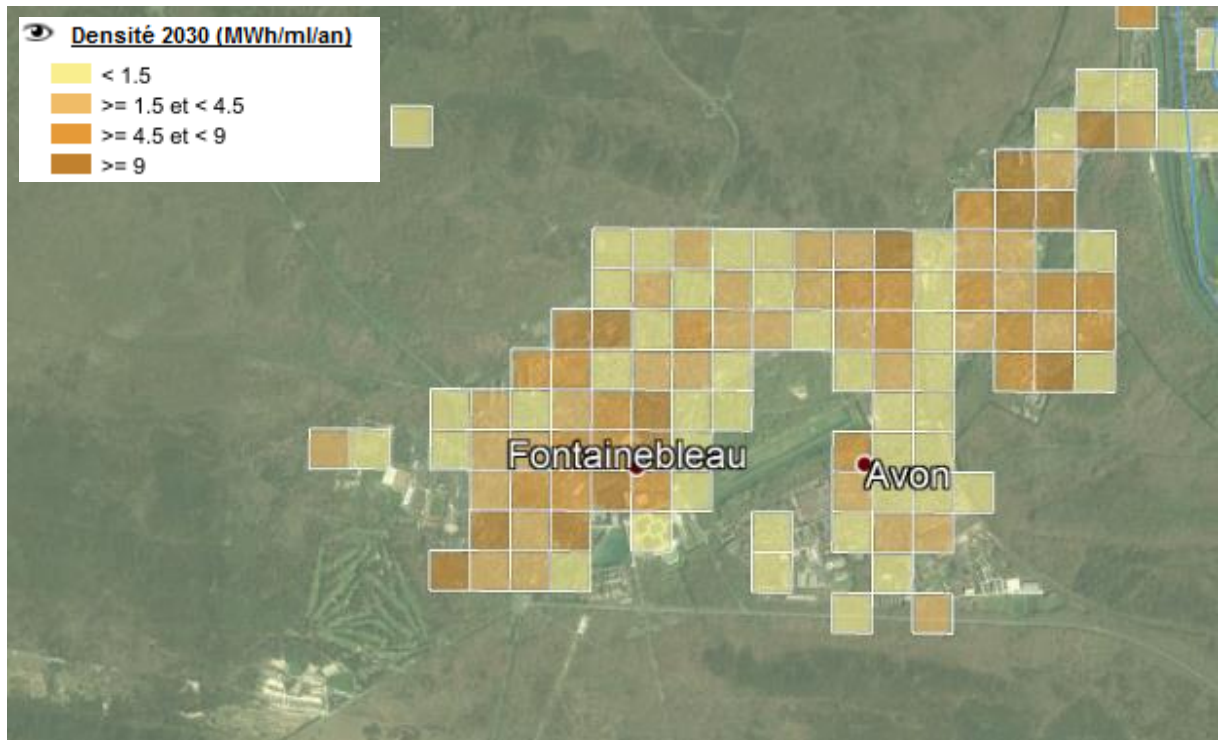 Densité 2030 (MWh/ml/an)
< 1.5
>= 1.5 et < 4.5
>= 4.5 et < 9
>= 9
Fontainebleau
Avon